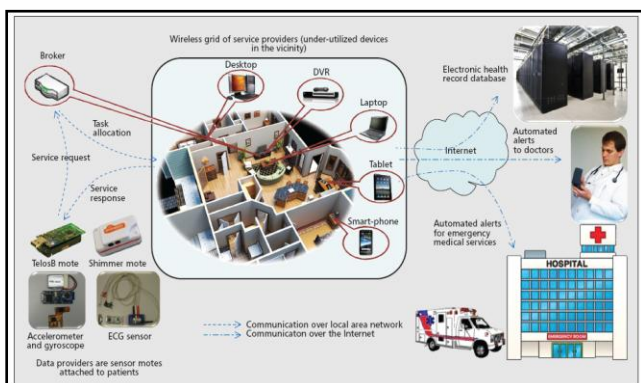 Wireless grid of service providers (under-utilized devices
in the vicinity)
Broker
Desktop
DVR
Laptop
Tablet
Smart-phone
Task
allocation
Service request
Service
response
TelosB mote
Shimmer mote
Accelerometer
and gyroscope
ECG sensor
Data providers are sensor motes
attached to patients
Internet
Electronic health
record database
Automated
alerts
to doctors
Automated alerts
for emergency
medical services
HOSPITAL
EMERGENCY ROOM
Communication over local area network
Communicaton over the Internet